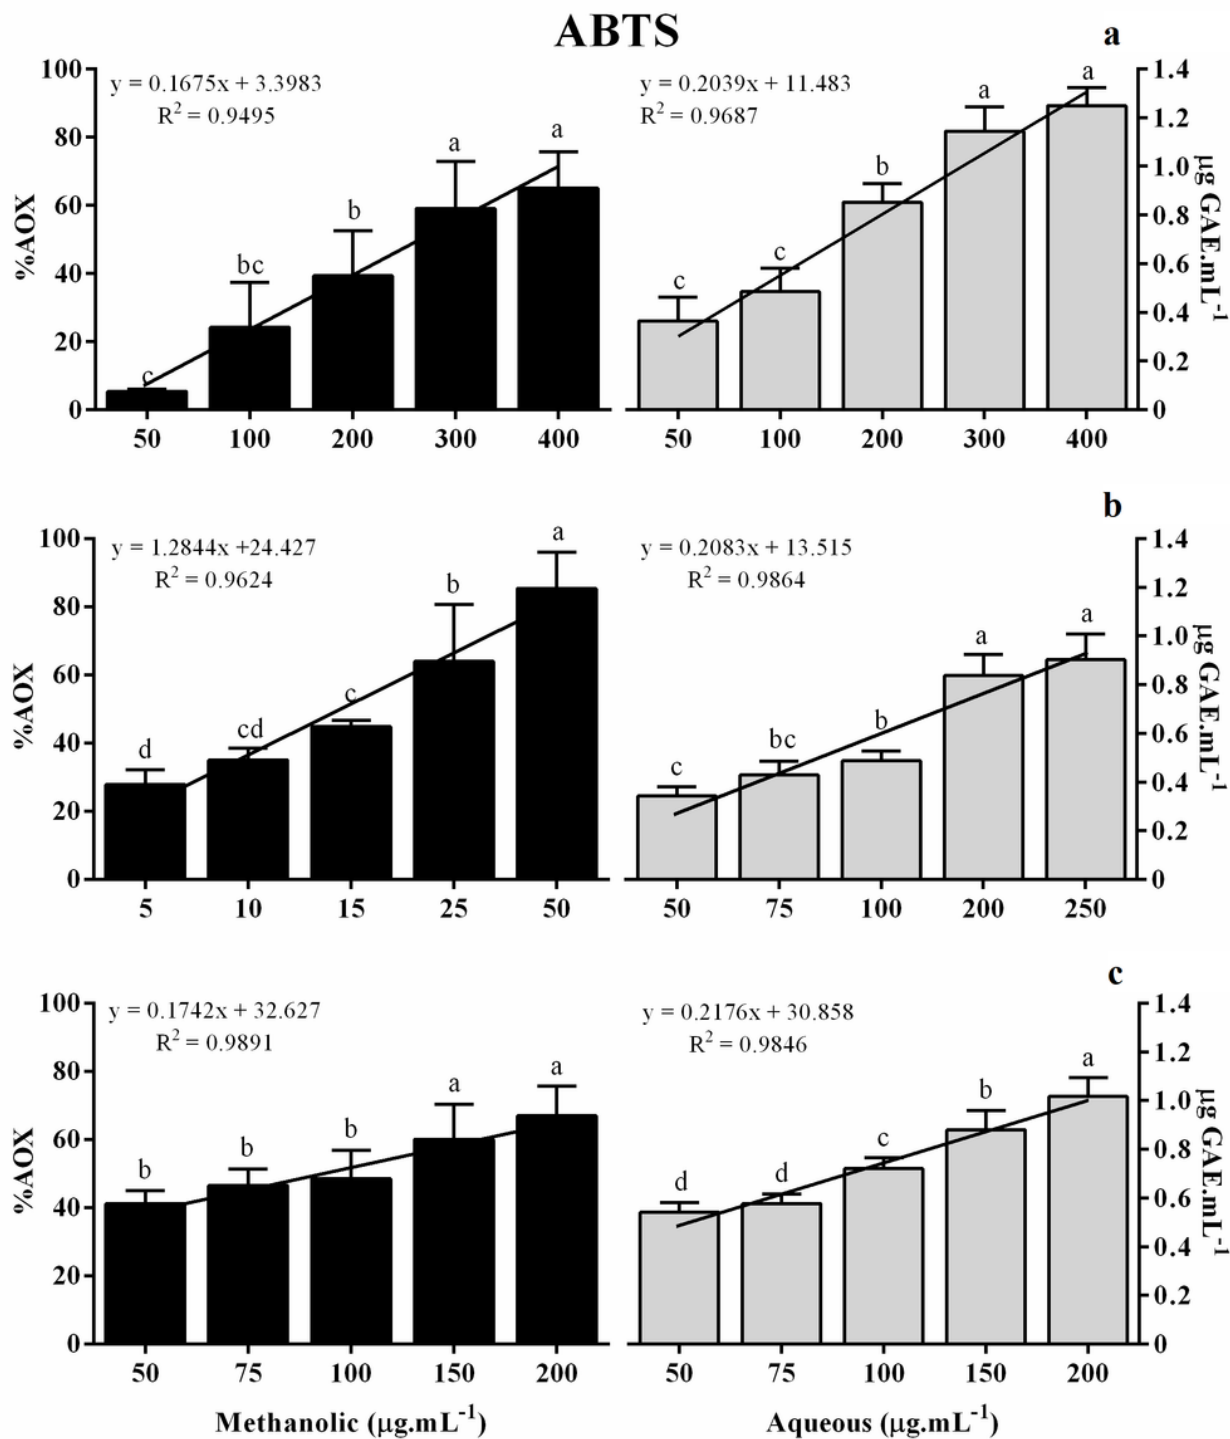 ABTS
a
y = 0.1675x + 3.3983
R² = 0.9495
y = 0.2039x + 11.483
R² = 0.9687
100
80
60
40
20
0
%AOX
c
bc
b
a
a
c
c
b
a
a
1.4
1.2
1.0
0.8
0.6
0.4
0.2
0
μg GAE.mL⁻¹
50 100 200 300 400
50 100 200 300 400
b
y = 1.2844x +24.427
R² = 0.9624
y = 0.2083x + 13.515
R² = 0.9864
100
80
60
40
20
0
%AOX
d
cd
c
b
a
c
bc
b
a
a
1.4
1.2
1.0
0.8
0.6
0.4
0.2
0
μg GAE.mL⁻¹
5 10 15 25 50
50 75 100 200 250
c
y = 0.1742x + 32.627
R² = 0.9891
y = 0.2176x + 30.858
R² = 0.9846
100
80
60
40
20
0
%AOX
b
b
b
a
a
d
d
c
b
a
1.4
1.2
1.0
0.8
0.6
0.4
0.2
0
μg GAE.mL⁻¹
50 75 100 150 200
50 75 100 150 200
Methanolic (μg.mL⁻¹)
Aqueous (μg.mL⁻¹)